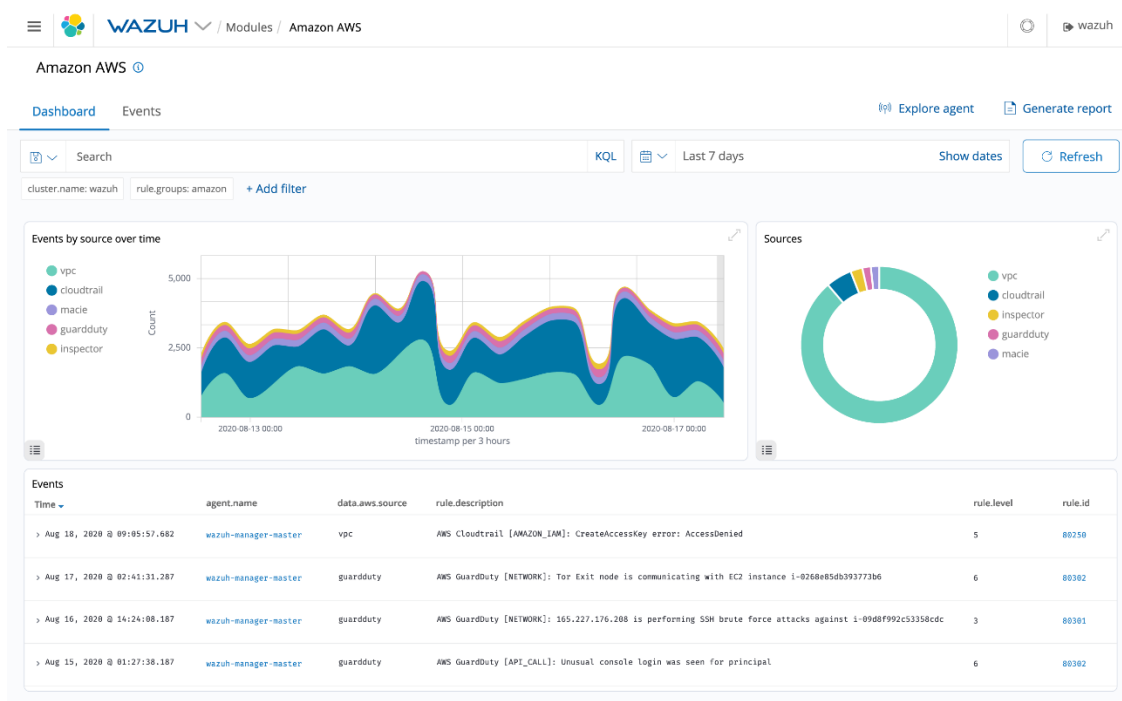 WAZUH / Modules / Amazon AWS wazuh
Amazon AWS
Dashboard Events Explore agent Generate report
Search KQL Last 7 days Show dates Refresh
cluster.name: wazuh rule.groups: amazon + Add filter
Events by source over time
vpc
cloudtrail
macie
guardduty
inspector
Count
5,000
2,500
0
2020-08-13 00:00 2020-08-15 00:00 2020-08-17 00:00
timestamp per 3 hours
Sources
vpc
cloudtrail
inspector
guardduty
macie
Events
Time agent.name data.aws.source rule.description rule.level rule.id
Aug 18, 2020 @ 09:05:57.682 wazuh-manager-master vpc AWS Cloudtrail [AMAZON_IAM]: CreateAccessKey error: AccessDenied 5 80250
Aug 17, 2020 @ 02:41:31.287 wazuh-manager-master guardduty AWS GuardDuty [NETWORK]: Tor Exit node is communicating with EC2 instance i-0268e85db393773b6 6 80302
Aug 16, 2020 @ 14:24:08.187 wazuh-manager-master guardduty AWS GuardDuty [NETWORK]: 165.227.176.208 is performing SSH brute force attacks against i-09d8f992c53358cdc 3 80301
Aug 15, 2020 @ 01:27:38.187 wazuh-manager-master guardduty AWS GuardDuty [API_CALL]: Unusual console login was seen for principal 6 80302